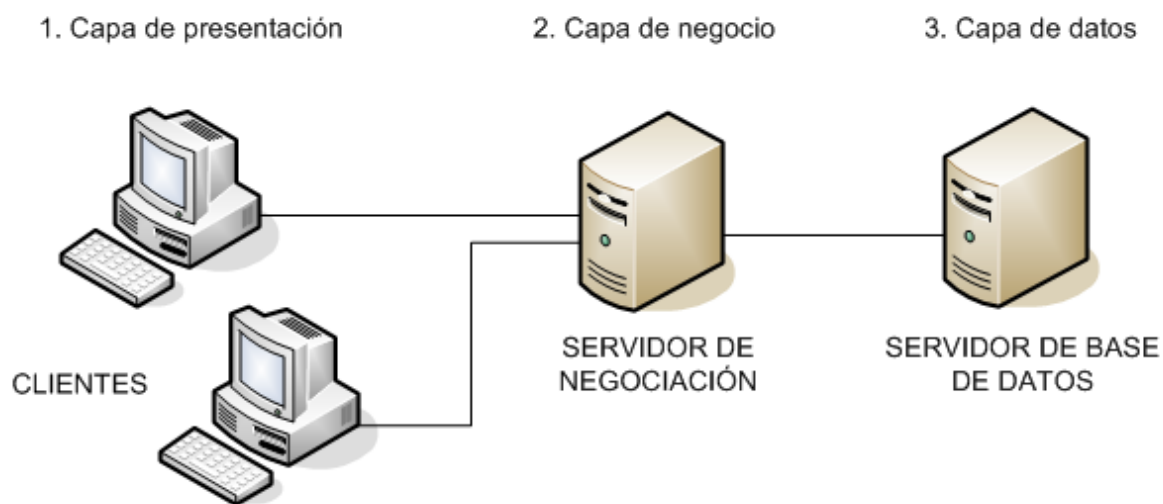 1. Capa de presentación
2. Capa de negocio
3. Capa de datos
CLIENTES
SERVIDOR DE
NEGOCIACIÓN
SERVIDOR DE BASE
DE DATOS